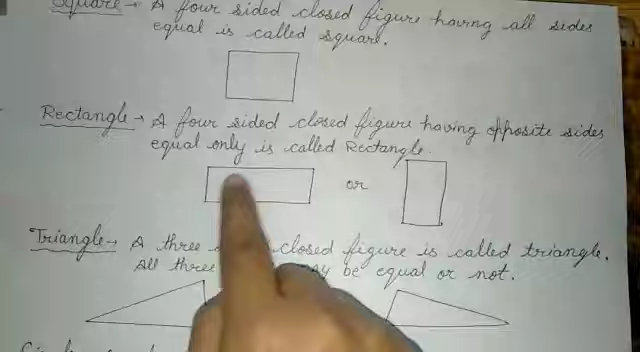 Square → A four sided closed figure having all sides
equal is called square.
Rectangle → A four sided closed figure having opposite sides
equal only is called Rectangle.
or
Triangle → A three closed figure is called triangle.
All three may be equal or not.